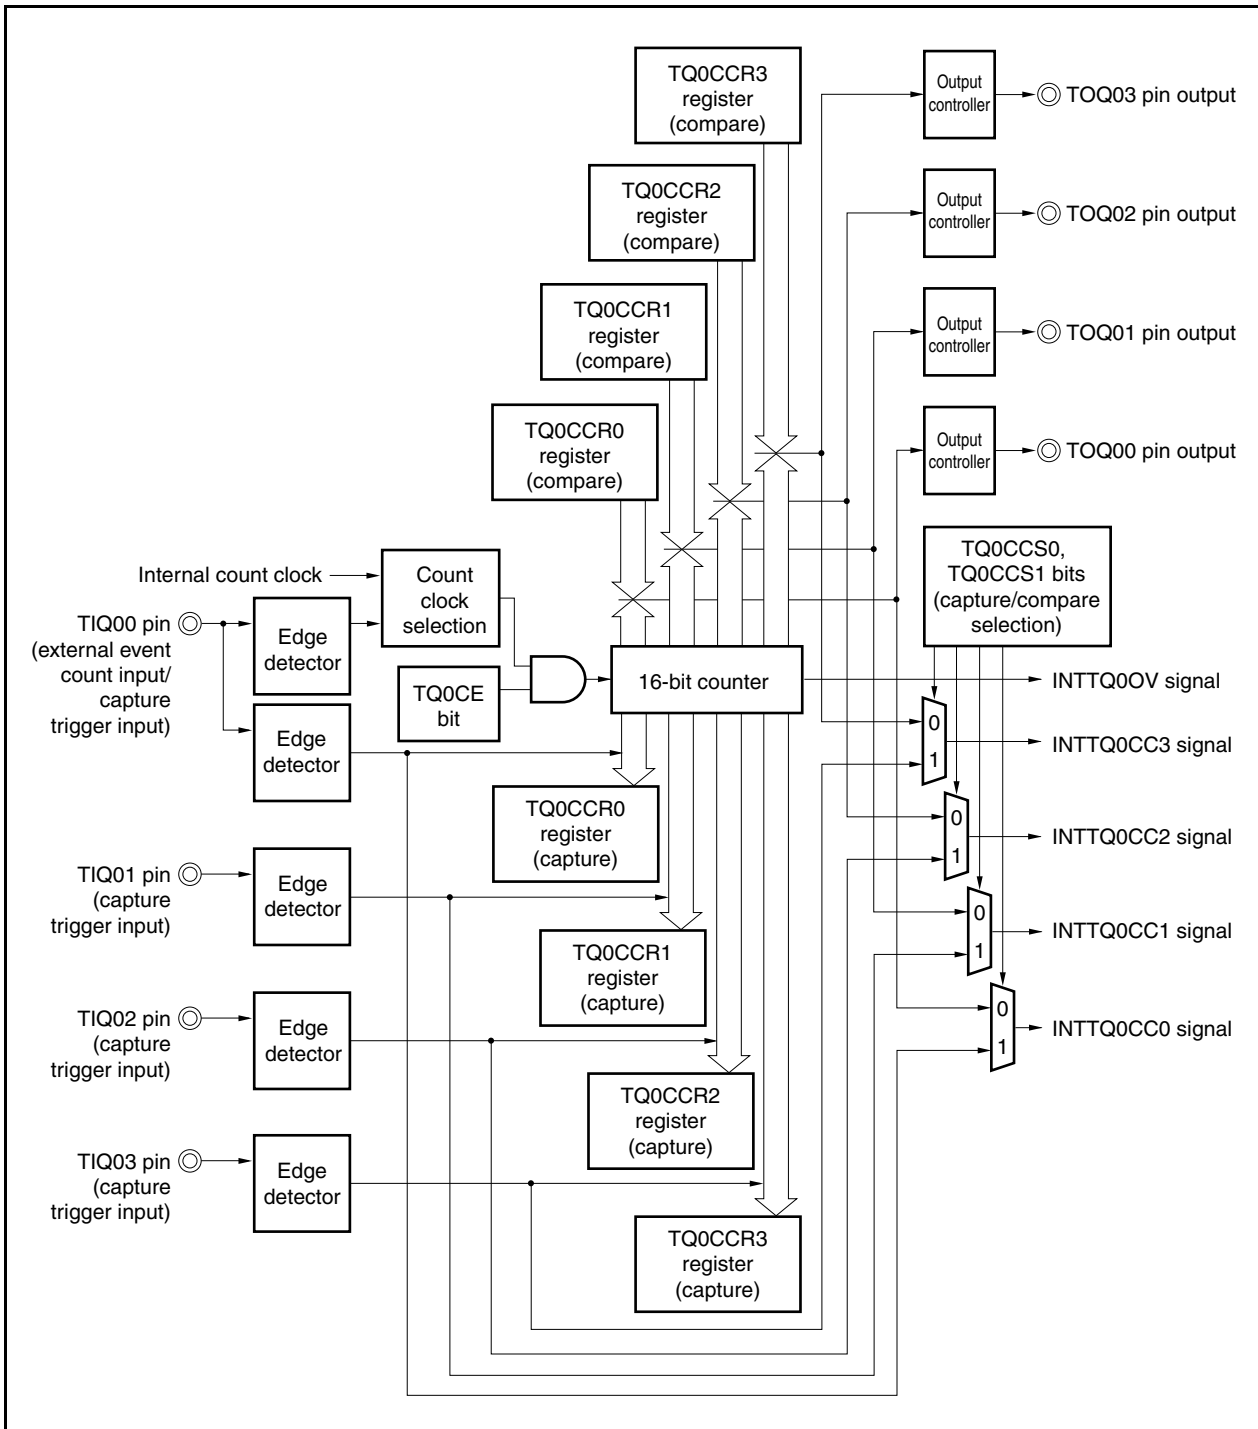 TQ0CCR3
register
(compare)
Output
controller
TOQ03 pin output
TQ0CCR2
register
(compare)
Output
controller
TOQ02 pin output
TQ0CCR1
register
(compare)
Output
controller
TOQ01 pin output
TQ0CCR0
register
(compare)
Output
controller
TOQ00 pin output
TQ0CCS0,
TQ0CCS1 bits
(capture/compare
selection)
Internal count clock
Count
clock
selection
TIQ00 pin
(external event
count input/
capture
trigger input)
Edge
detector
TQ0CE
bit
16-bit counter
INTTQ0OV signal
Edge
detector
0
1
INTTQ0CC3 signal
TQ0CCR0
register
(capture)
0
1
INTTQ0CC2 signal
TIQ01 pin
(capture
trigger input)
Edge
detector
TQ0CCR1
register
(capture)
0
1
INTTQ0CC1 signal
TIQ02 pin
(capture
trigger input)
Edge
detector
0
1
INTTQ0CC0 signal
TQ0CCR2
register
(capture)
TIQ03 pin
(capture
trigger input)
Edge
detector
TQ0CCR3
register
(capture)